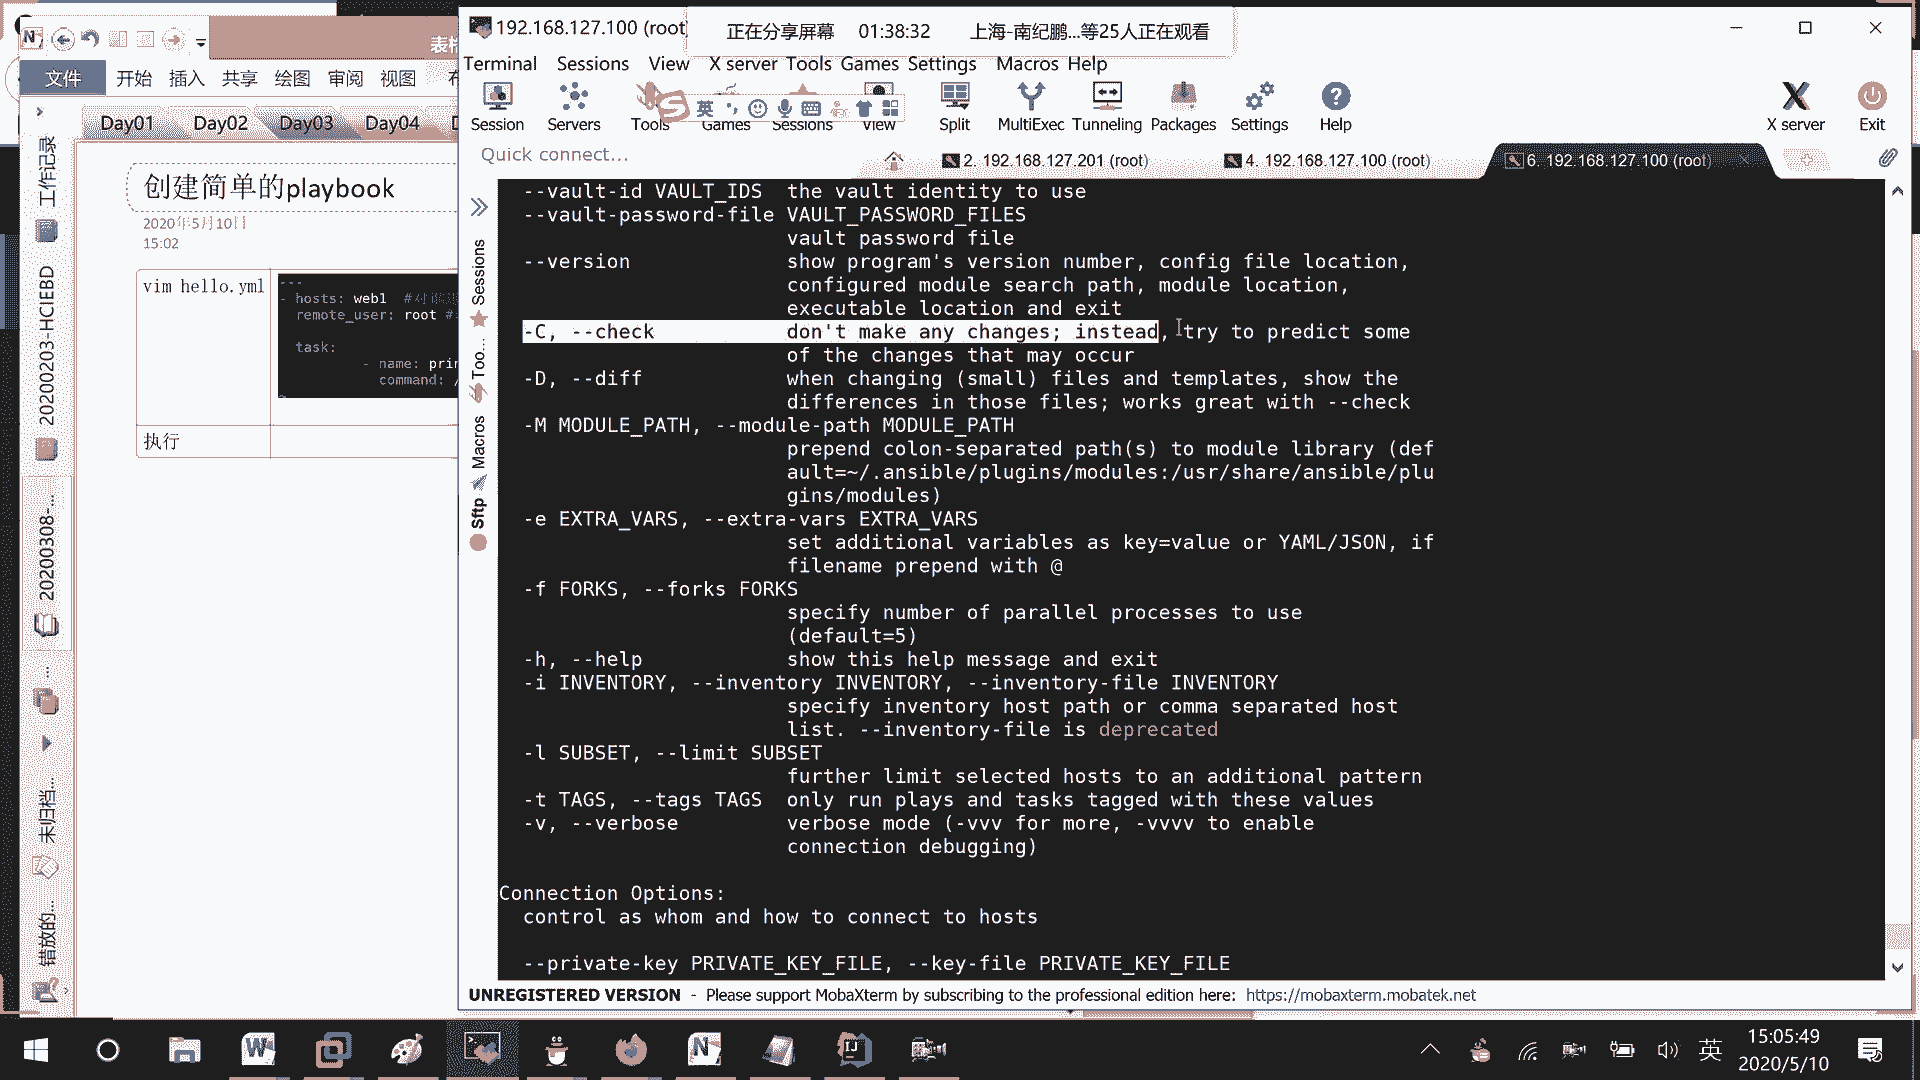 192.168.127.100 (root)
正在分享屏幕 01:38:32 上海-南纪鹏...等25人正在观看
文件 开始 插入 共享 绘图 审阅 视图
Day01 Day02 Day03 Day04
工作记录
20200203-HCIEBD
20200308-...
未归档...
错放的...
创建简单的playbook
2020年5月10日
15:02
vim hello.yml
---
- hosts: web1
remote_user: root #
task:
- name: prin
command: /
执行
Terminal Sessions View X server Tools Games Settings Macros Help
英
Session Servers Tools Games Sessions View Split MultiExec Tunneling Packages Settings Help X server Exit
Quick connect...
2. 192.168.127.201 (root) 4. 192.168.127.100 (root) 6. 192.168.127.100 (root)
Sessions
Too...
Macros
Sftp
--vault-id VAULT_IDS the vault identity to use
--vault-password-file VAULT_PASSWORD_FILES
vault password file
--version show program's version number, config file location,
configured module search path, module location,
executable location and exit
-C, --check don't make any changes; instead, try to predict some
of the changes that may occur
-D, --diff when changing (small) files and templates, show the
differences in those files; works great with --check
-M MODULE_PATH, --module-path MODULE_PATH
prepend colon-separated path(s) to module library (def
ault=~/.ansible/plugins/modules:/usr/share/ansible/plu
gins/modules)
-e EXTRA_VARS, --extra-vars EXTRA_VARS
set additional variables as key=value or YAML/JSON, if
filename prepend with @
-f FORKS, --forks FORKS
specify number of parallel processes to use
(default=5)
-h, --help show this help message and exit
-i INVENTORY, --inventory INVENTORY, --inventory-file INVENTORY
specify inventory host path or comma separated host
list. --inventory-file is deprecated
-l SUBSET, --limit SUBSET
further limit selected hosts to an additional pattern
-t TAGS, --tags TAGS only run plays and tasks tagged with these values
-v, --verbose verbose mode (-vvv for more, -vvvv to enable
connection debugging)
Connection Options:
control as whom and how to connect to hosts
--private-key PRIVATE_KEY_FILE, --key-file PRIVATE_KEY_FILE
UNREGISTERED VERSION - Please support MobaXterm by subscribing to the professional edition here: https://mobaxterm.mobatek.net
英
15:05:49
2020/5/10